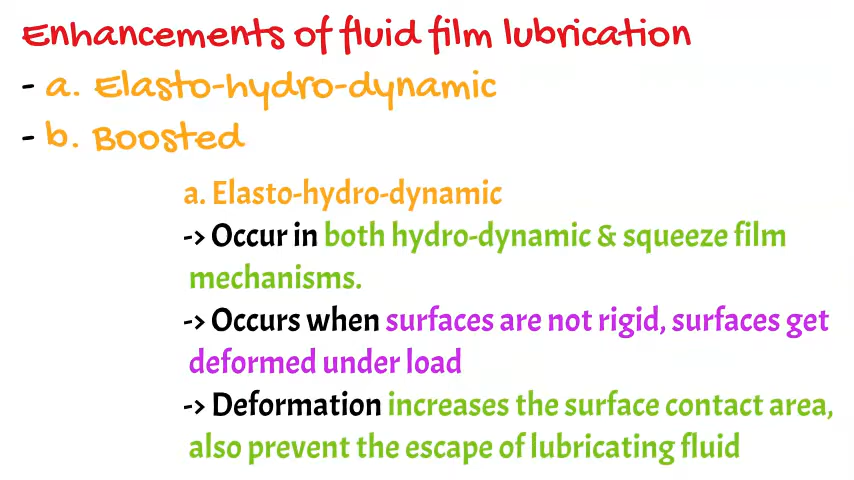 Enhancements of fluid film lubrication
- a. Elasto-hydro-dynamic
- b. Boosted
a. Elasto-hydro-dynamic
-> Occur in both hydro-dynamic & squeeze film
mechanisms.
-> Occurs when surfaces are not rigid, surfaces get
deformed under load
-> Deformation increases the surface contact area,
also prevent the escape of lubricating fluid